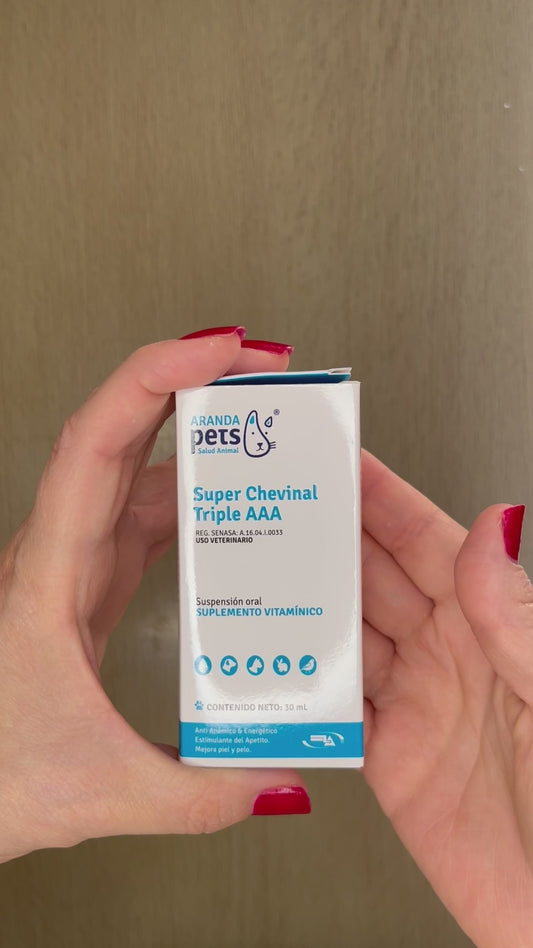 ARANDA
pets®
Salud Animal
Super Chevinal
Triple AAA
REG. SENASA: A.16.04.I.0033
USO VETERINARIO
Suspensión oral
SUPLEMENTO VITAMÍNICO
CONTENIDO NETO: 30 mL
Anti Anémico & Energético
Estimulante del Apetito.
Mejora piel y pelo.